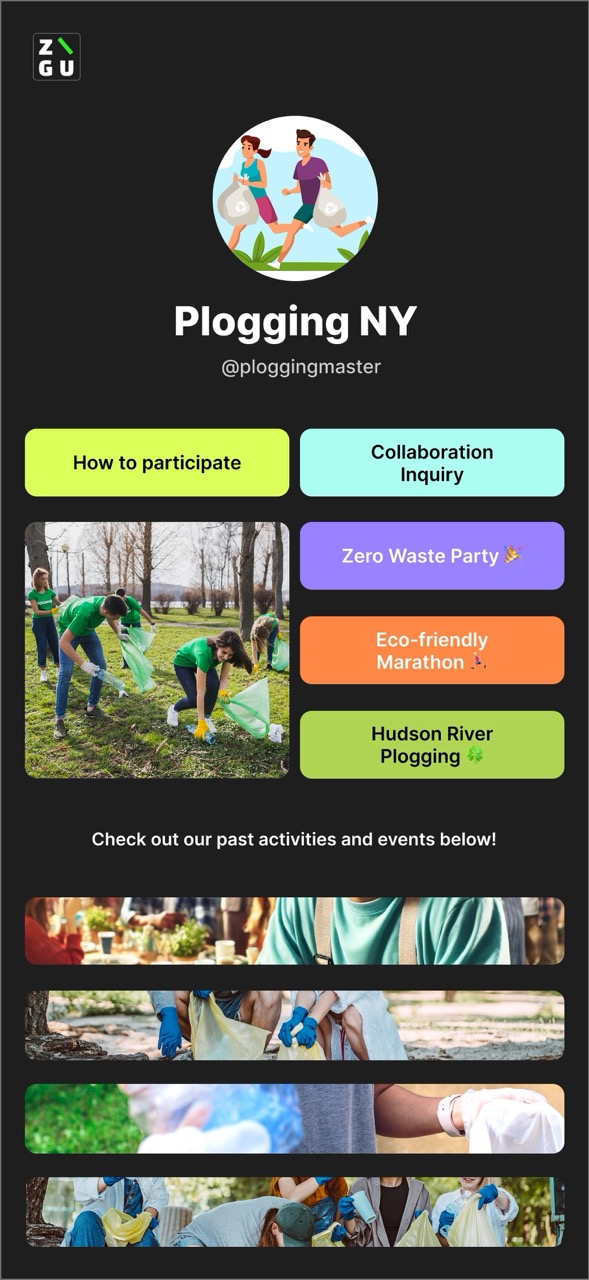 Z\
GU
Plogging NY
@ploggingmaster
How to participate
Collaboration
Inquiry
Zero Waste Party 🎉
Eco-friendly
Marathon 🏃🏻‍♀️
Hudson River
Plogging 🍀
Check out our past activities and events below!